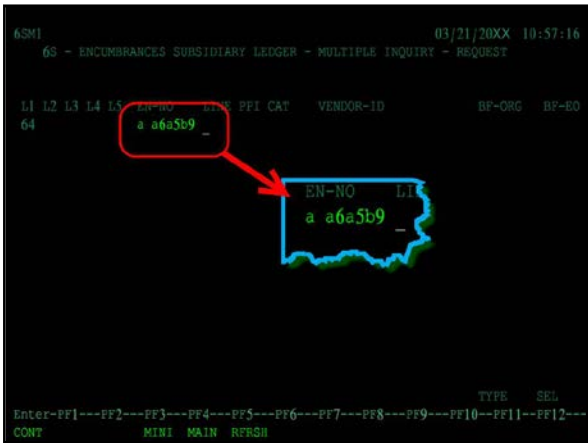 6SM1 03/21/20XX 10:57:16
6S - ENCUMBRANCES SUBSIDIARY LEDGER - MULTIPLE INQUIRY - REQUEST
L1 L2 L3 L4 L5 EN-NO LINE PPI CAT VENDOR-ID BF-ORG BF-EO
64 a a6a5b9 _
EN-NO LI
a a6a5b9 _
TYPE SEL
Enter-PF1---PF2---PF3---PF4---PF5---PF6---PF7---PF8---PF9---PF10--PF11--PF12---
CONT MINI MAIN RFRSH